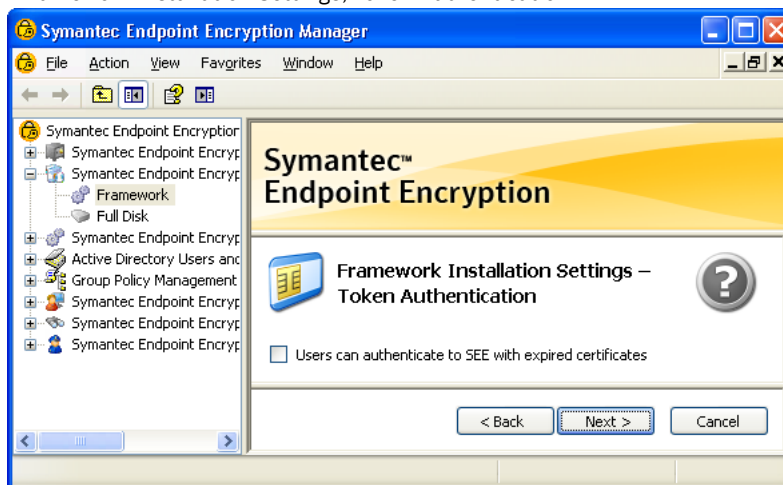 Symantec Endpoint Encryption Manager
File Action View Favorites Window Help
Symantec Endpoint Encryption
Symantec Endpoint Encryp
Symantec Endpoint Encryp
Framework
Full Disk
Symantec Endpoint Encryp
Active Directory Users and
Group Policy Management
Symantec Endpoint Encryp
Symantec Endpoint Encryp
Symantec Endpoint Encryp
Symantec™
Endpoint Encryption
Framework Installation Settings –
Token Authentication
Users can authenticate to SEE with expired certificates
< Back Next > Cancel